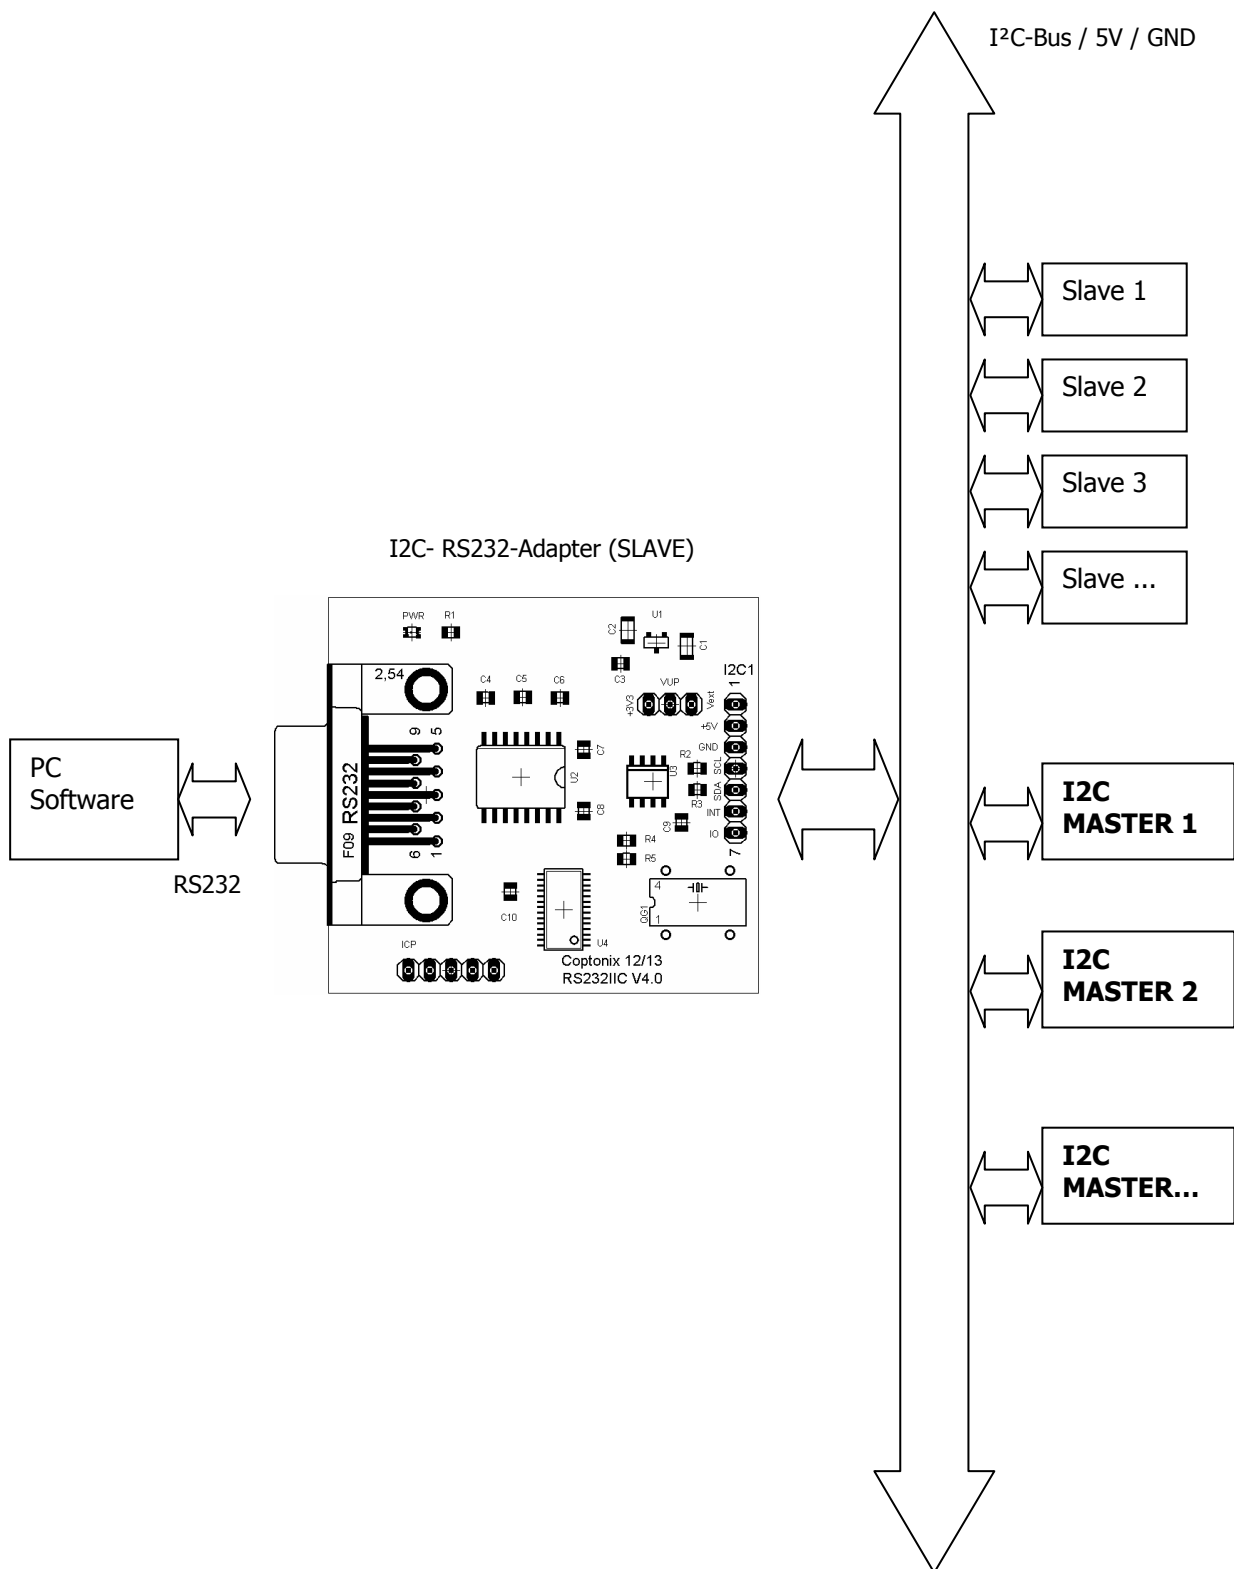 I²C-Bus / 5V / GND
Slave 1
Slave 2
Slave 3
Slave ...
I2C- RS232-Adapter (SLAVE)
PWR
R1
C2
U1
C1
2,54
C4
C5
C6
C3
VUP
+3V3
Vext
I2C1
1
+5V
GND
SCL
SDA
INT
IO
7
9
5
6
1
F09
RS232
U2
C7
C8
U3
R2
R3
C9
R4
R5
C10
U4
QG1
4
1
ICP
Coptonix 12/13
RS232IIC V4.0
PC
Software
RS232
I2C
MASTER 1
I2C
MASTER 2
I2C
MASTER...